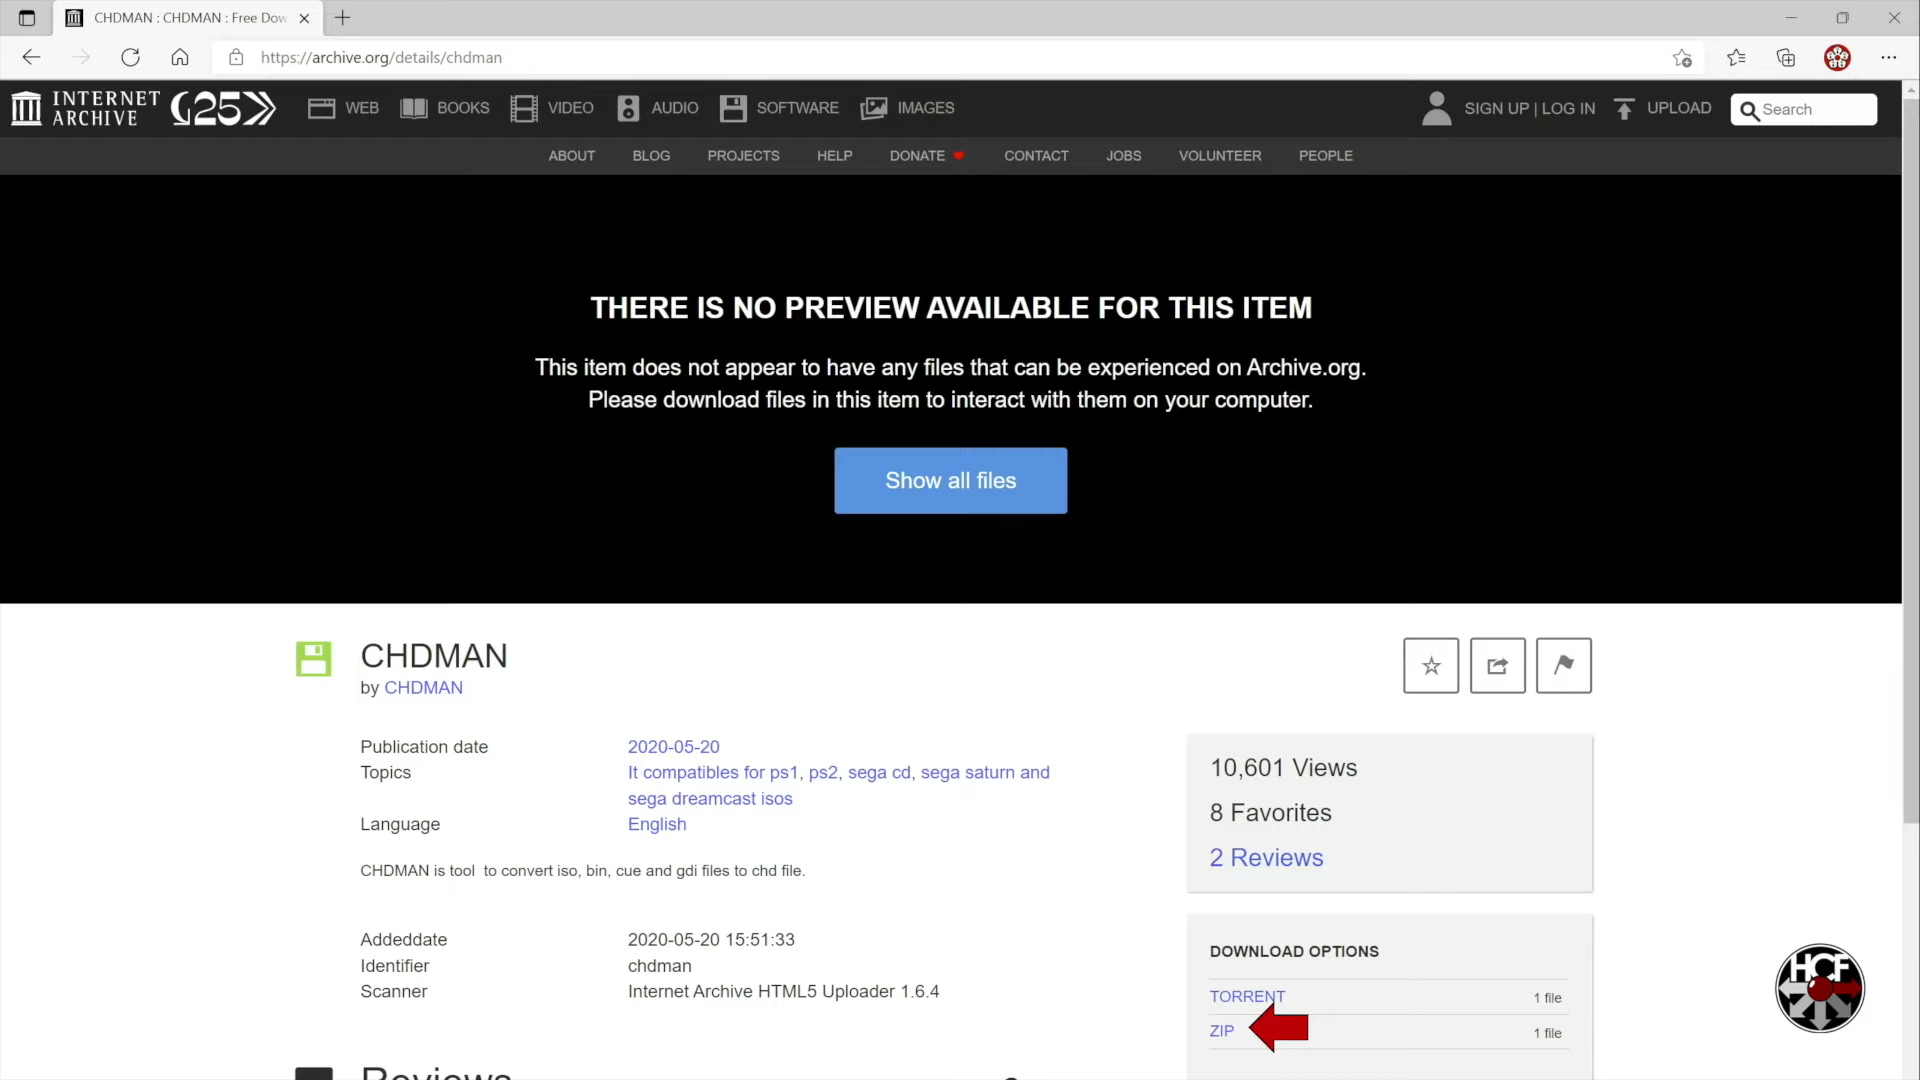 CHDMAN : CHDMAN : Free Dow
https://archive.org/details/chdman
INTERNET
ARCHIVE
25
WEB
BOOKS
VIDEO
AUDIO
SOFTWARE
IMAGES
SIGN UP | LOG IN
UPLOAD
Search
ABOUT
BLOG
PROJECTS
HELP
DONATE
CONTACT
JOBS
VOLUNTEER
PEOPLE
THERE IS NO PREVIEW AVAILABLE FOR THIS ITEM
This item does not appear to have any files that can be experienced on Archive.org.
Please download files in this item to interact with them on your computer.
Show all files
CHDMAN
by CHDMAN
Publication date 2020-05-20
Topics It compatibles for ps1, ps2, sega cd, sega saturn and
sega dreamcast isos
Language English
CHDMAN is tool to convert iso, bin, cue and gdi files to chd file.
Addeddate 2020-05-20 15:51:33
Identifier chdman
Scanner Internet Archive HTML5 Uploader 1.6.4
Reviews
10,601 Views
8 Favorites
2 Reviews
DOWNLOAD OPTIONS
TORRENT 1 file
ZIP 1 file
HCF